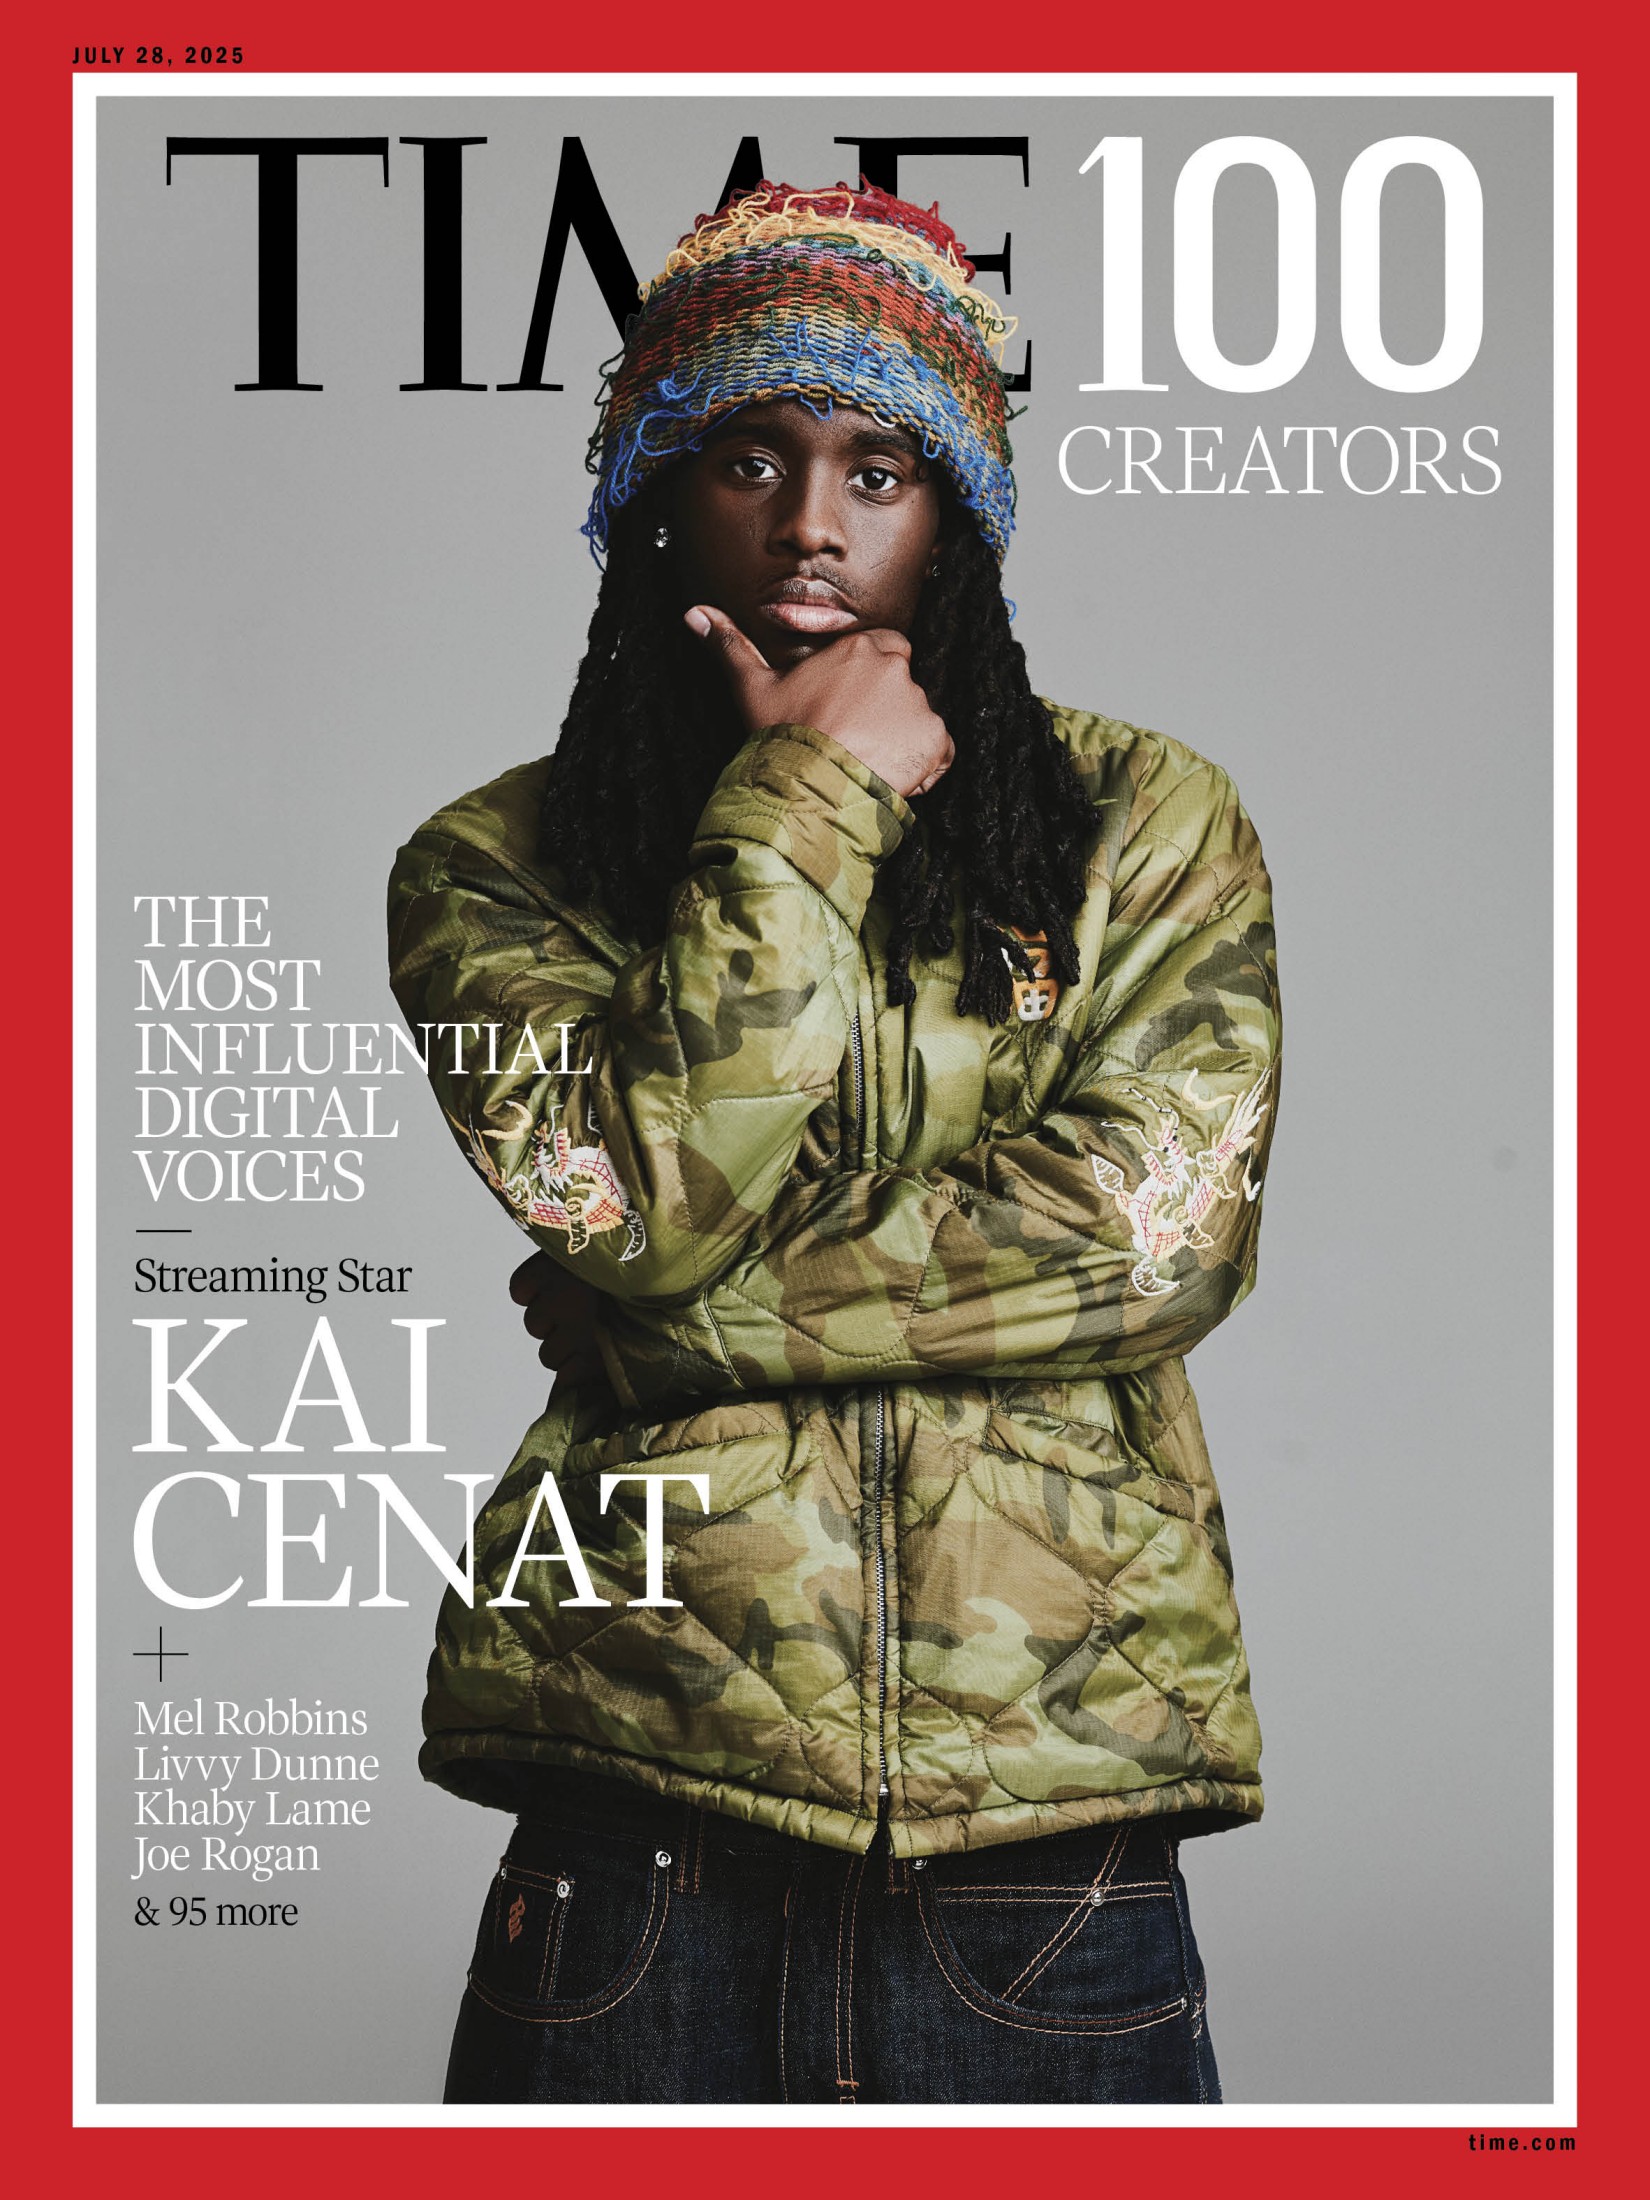 JULY 28, 2025
TIME 100
CREATORS
THE
MOST
INFLUENTIAL
DIGITAL
VOICES
Streaming Star
KAI
CENAT
+
Mel Robbins
Livvy Dunne
Khaby Lame
Joe Rogan
& 95 more
time.com